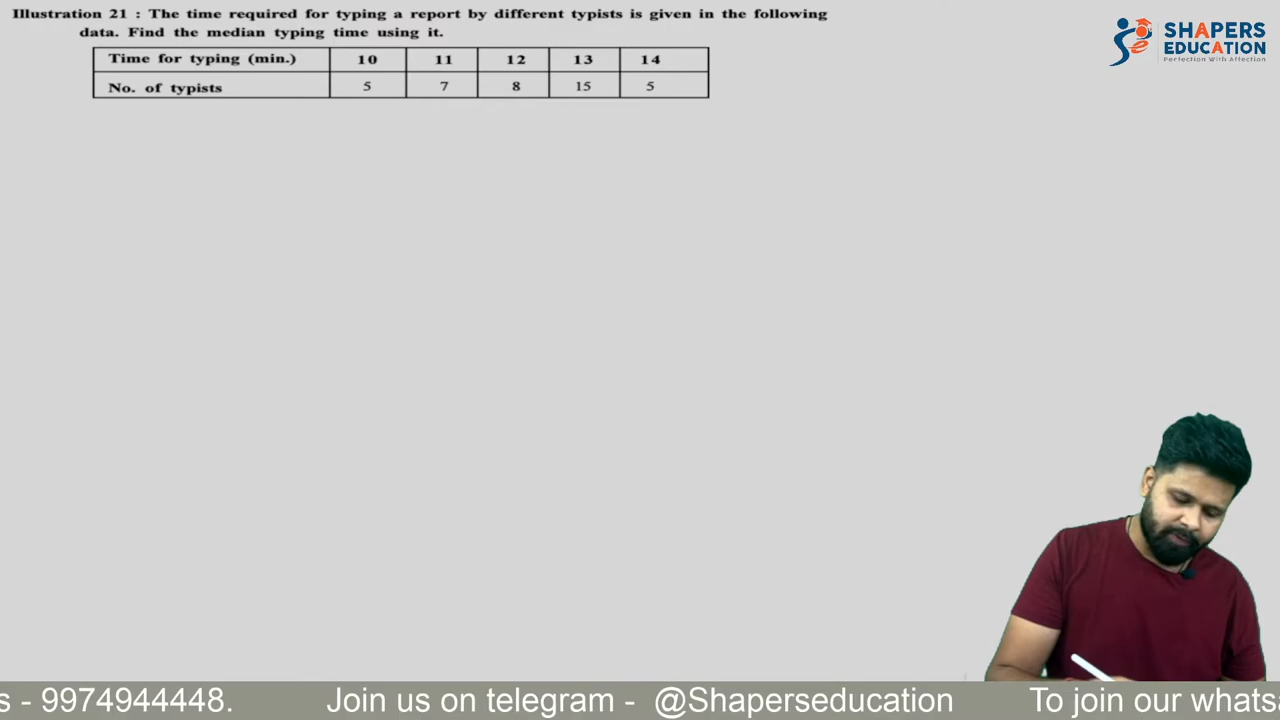 Illustration 21 : The time required for typing a report by different typists is given in the following
data. Find the median typing time using it.
Time for typing (min.) 10 11 12 13 14
No. of typists 5 7 8 15 5
SHAPERS
EDUCATION
Perfection With Affection
s - 9974944448. Join us on telegram - @Shaperseducation To join our whatsa